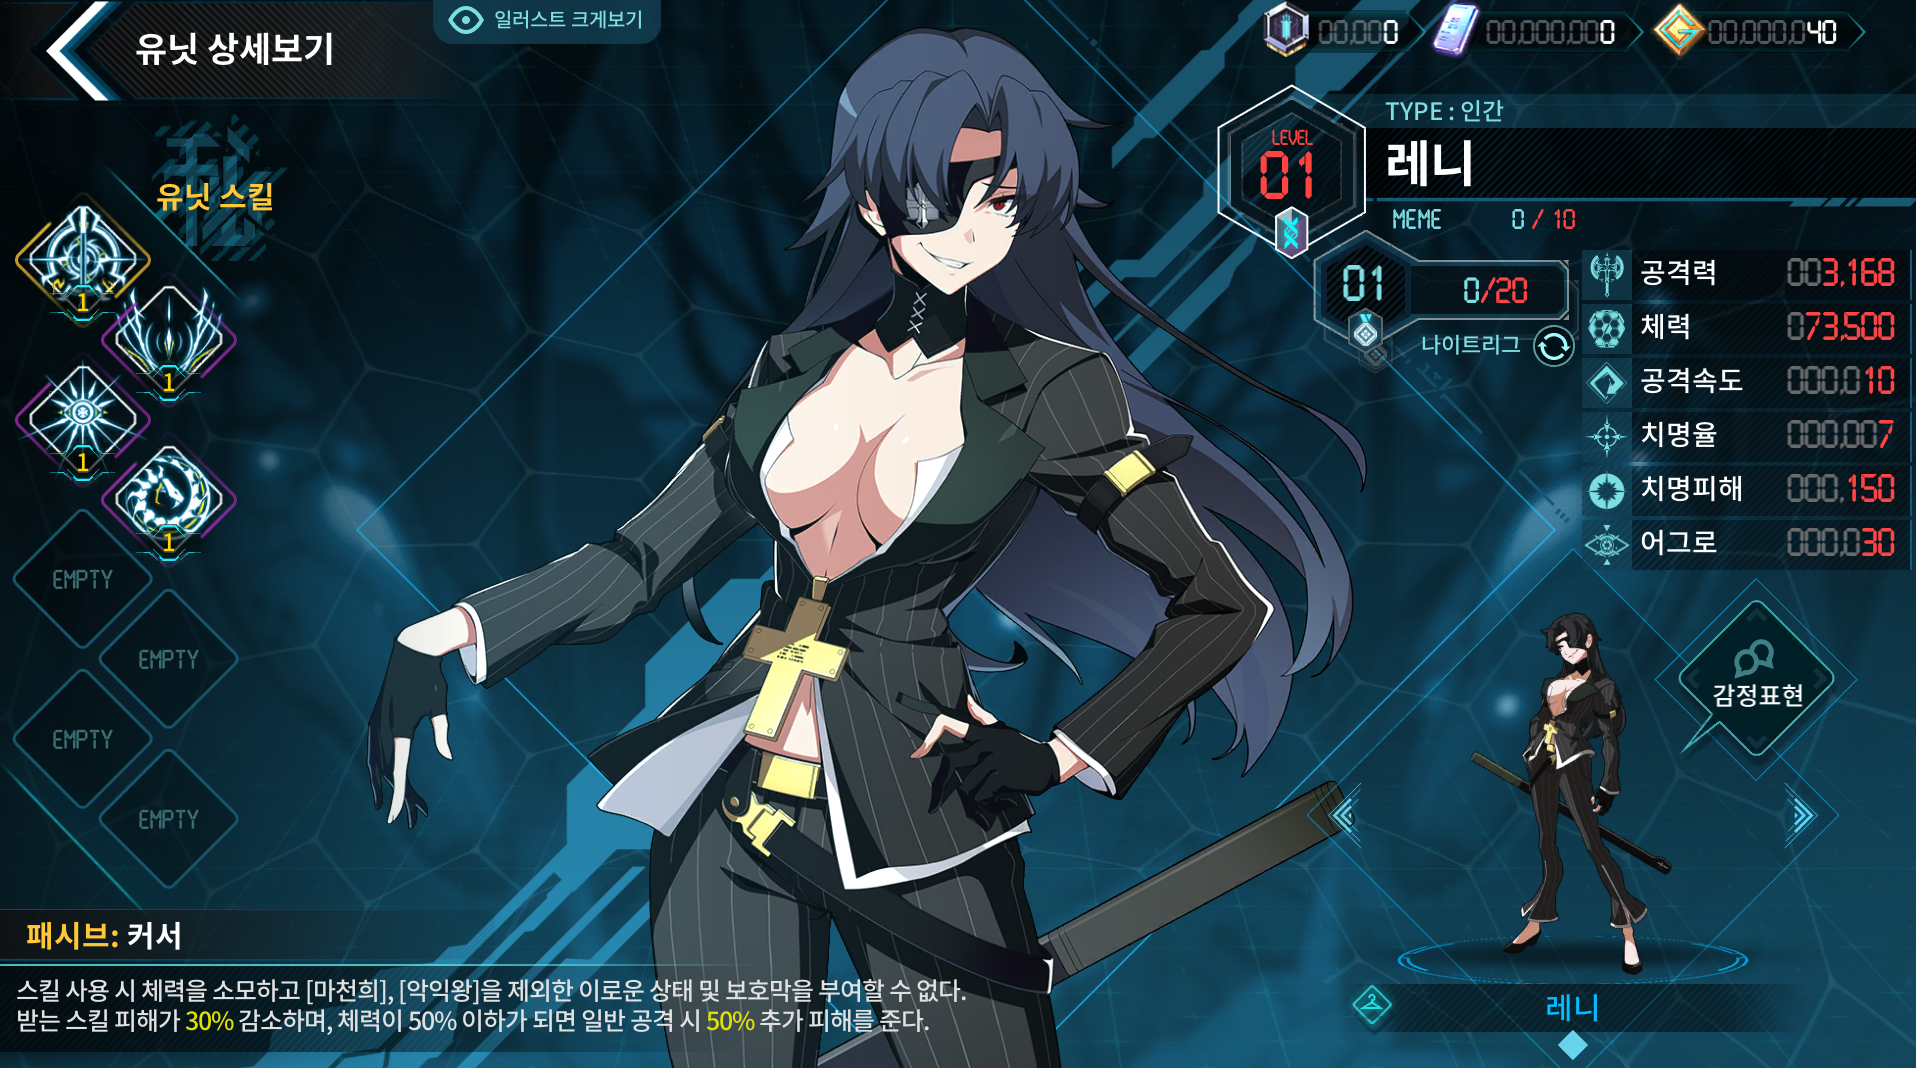 유닛 상세보기
일러스트 크게보기
00,000
00,000,000
00,000,040
TYPE : 인간
LEVEL
01
레니
MEME 0 / 10
01
0/20
나이트리그
공격력 003,168
체력 073,500
공격속도 000,010
치명률 000,007
치명피해 000,150
어그로 000,030
유닛 스킬
1
1
1
1
EMPTY
EMPTY
EMPTY
EMPTY
감정표현
패시브: 커서
스킬 사용 시 체력을 소모하고 [마천희], [악익왕]을 제외한 이로운 상태 및 보호막을 부여할 수 없다.
받는 스킬 피해가 30% 감소하며, 체력이 50% 이하가 되면 일반 공격 시 50% 추가 피해를 준다.
레니